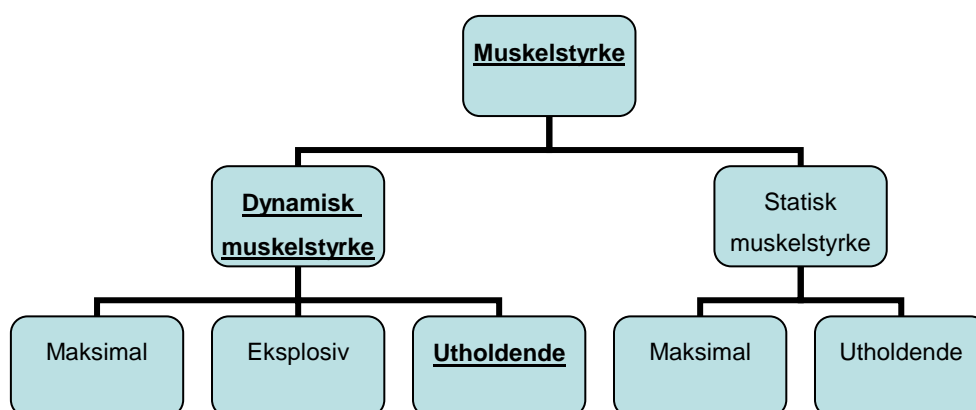 Muskelstyrke
Dynamisk
muskelstyrke
Statisk
muskelstyrke
Maksimal
Eksplosiv
Utholdende
Maksimal
Utholdende